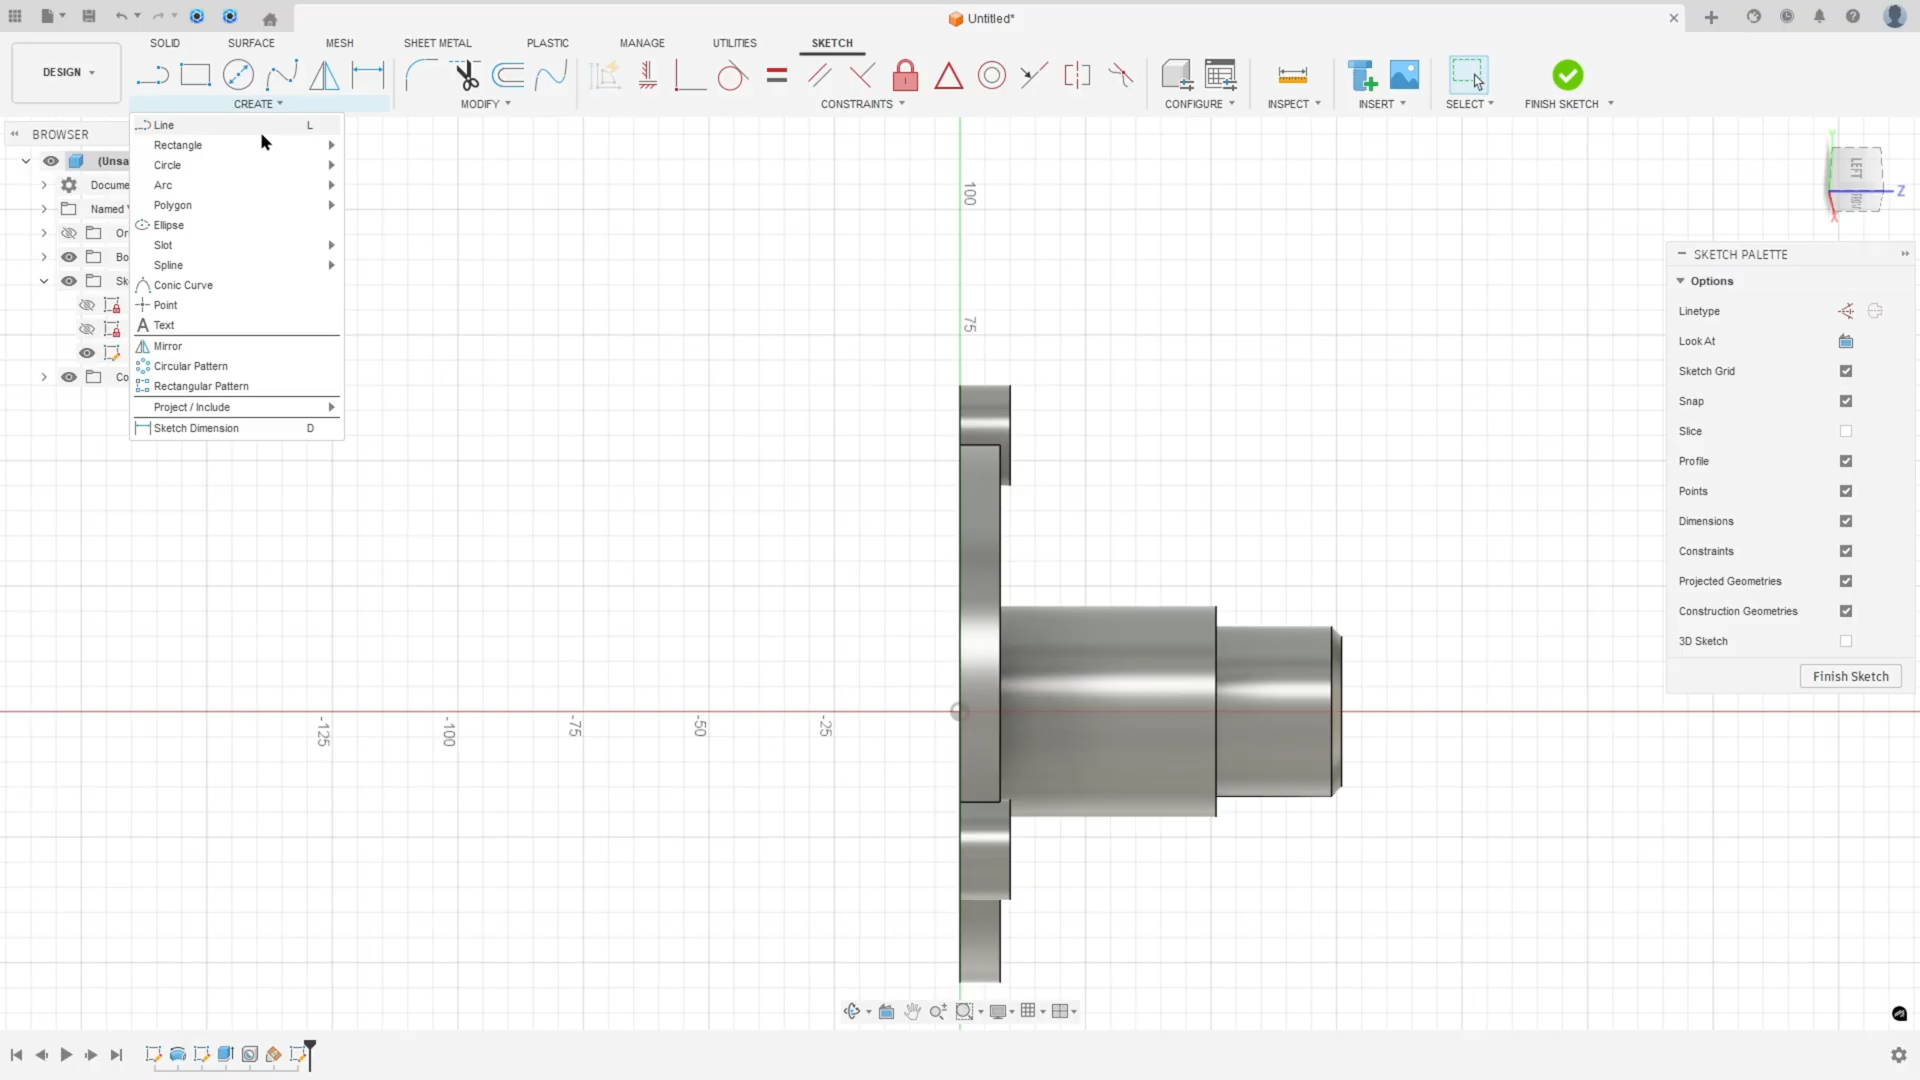 Untitled*
DESIGN
SOLID
SURFACE
MESH
SHEET METAL
PLASTIC
MANAGE
UTILITIES
SKETCH
CREATE
MODIFY
CONSTRAINTS
CONFIGURE
INSPECT
INSERT
SELECT
FINISH SKETCH
BROWSER
(Unsa
Docume
Named
Or
Bo
Sk
Co
Line L
Rectangle
Circle
Arc
Polygon
Ellipse
Slot
Spline
Conic Curve
Point
Text
Mirror
Circular Pattern
Rectangular Pattern
Project / Include
Sketch Dimension D
100
75
-125
-100
-75
-50
-25
LEFT
FRONT
Y
Z
X
SKETCH PALETTE
Options
Linetype
Look At
Sketch Grid
Snap
Slice
Profile
Points
Dimensions
Constraints
Projected Geometries
Construction Geometries
3D Sketch
Finish Sketch